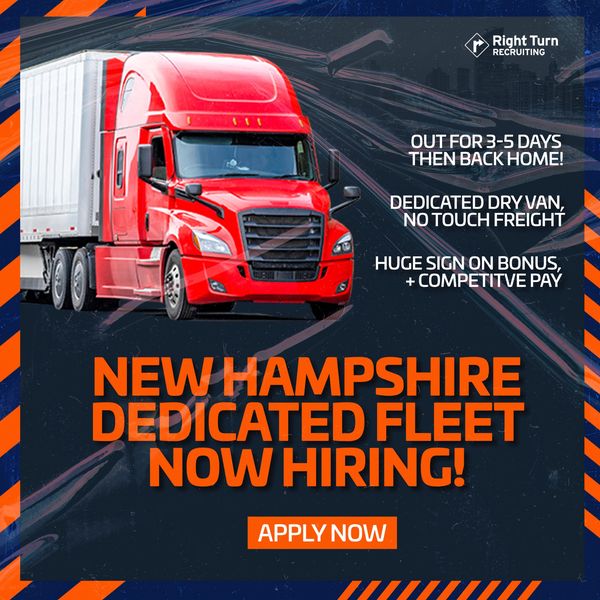 Right Turn
RECRUITING
OUT FOR 3-5 DAYS
THEN BACK HOME!
DEDICATED DRY VAN,
NO TOUCH FREIGHT
HUGE SIGN ON BONUS,
+ COMPETITVE PAY
NEW HAMPSHIRE
DEDICATED FLEET
NOW HIRING!
APPLY NOW